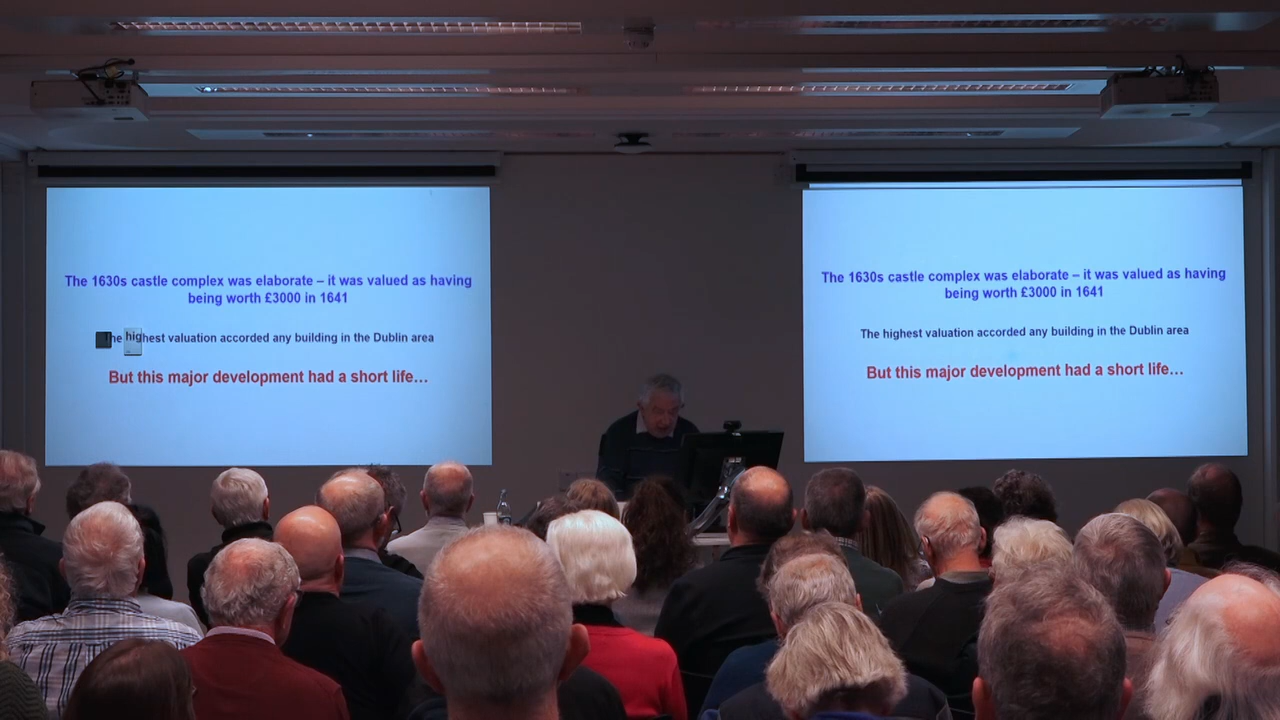 The 1630s castle complex was elaborate – it was valued as having
being worth £3000 in 1641
The highest valuation accorded any building in the Dublin area
But this major development had a short life…
The 1630s castle complex was elaborate – it was valued as having
being worth £3000 in 1641
The highest valuation accorded any building in the Dublin area
But this major development had a short life…